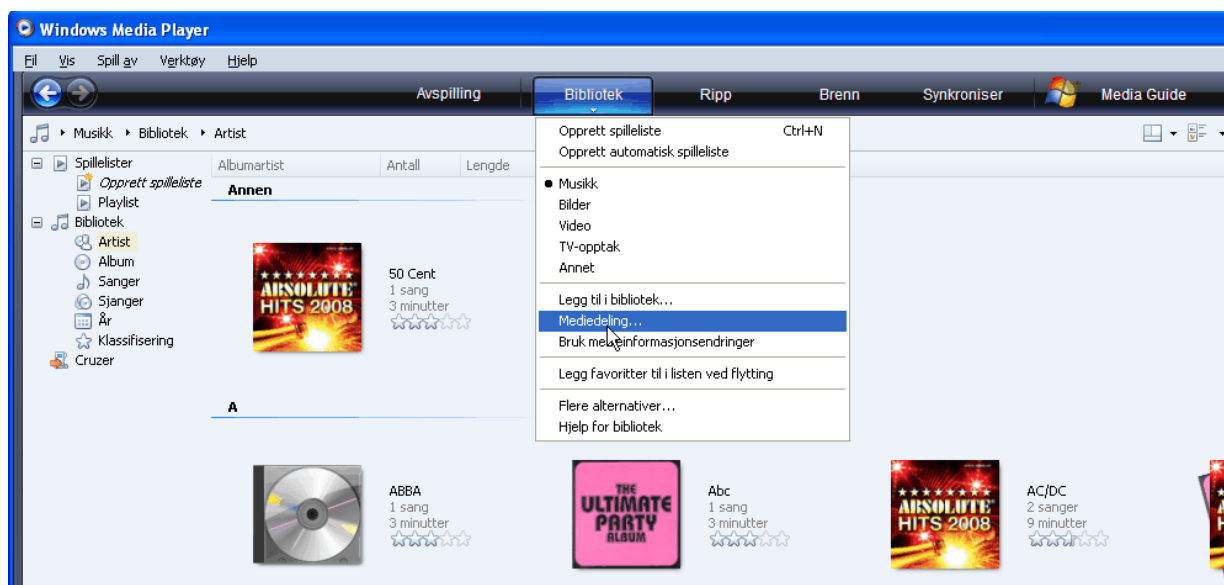 Windows Media Player
Fil Vis Spill av Verktøy Hjelp
Avspilling Bibliotek Ripp Brenn Synkroniser Media Guide
Musikk Bibliotek Artist
Opprett spilleliste Ctrl+N
Opprett automatisk spilleliste
Musikk
Bilder
Video
TV-opptak
Annet
Legg til i bibliotek...
Mediedeling...
Bruk medieinformasjonsendringer
Legg favoritter til i listen ved flytting
Flere alternativer...
Hjelp for bibliotek
Spillelister
Opprett spilleliste
Playlist
Bibliotek
Artist
Album
Sanger
Sjanger
År
Klassifisering
Cruzer
Albumartist Antall Lengde
Annen
ABSOLUTE
HITS 2008
50 Cent
1 sang
3 minutter
A
ABBA
1 sang
3 minutter
THE
ULTIMATE
PARTY
ALBUM
Abc
1 sang
3 minutter
ABSOLUTE
HITS 2008
AC/DC
2 sanger
9 minutter